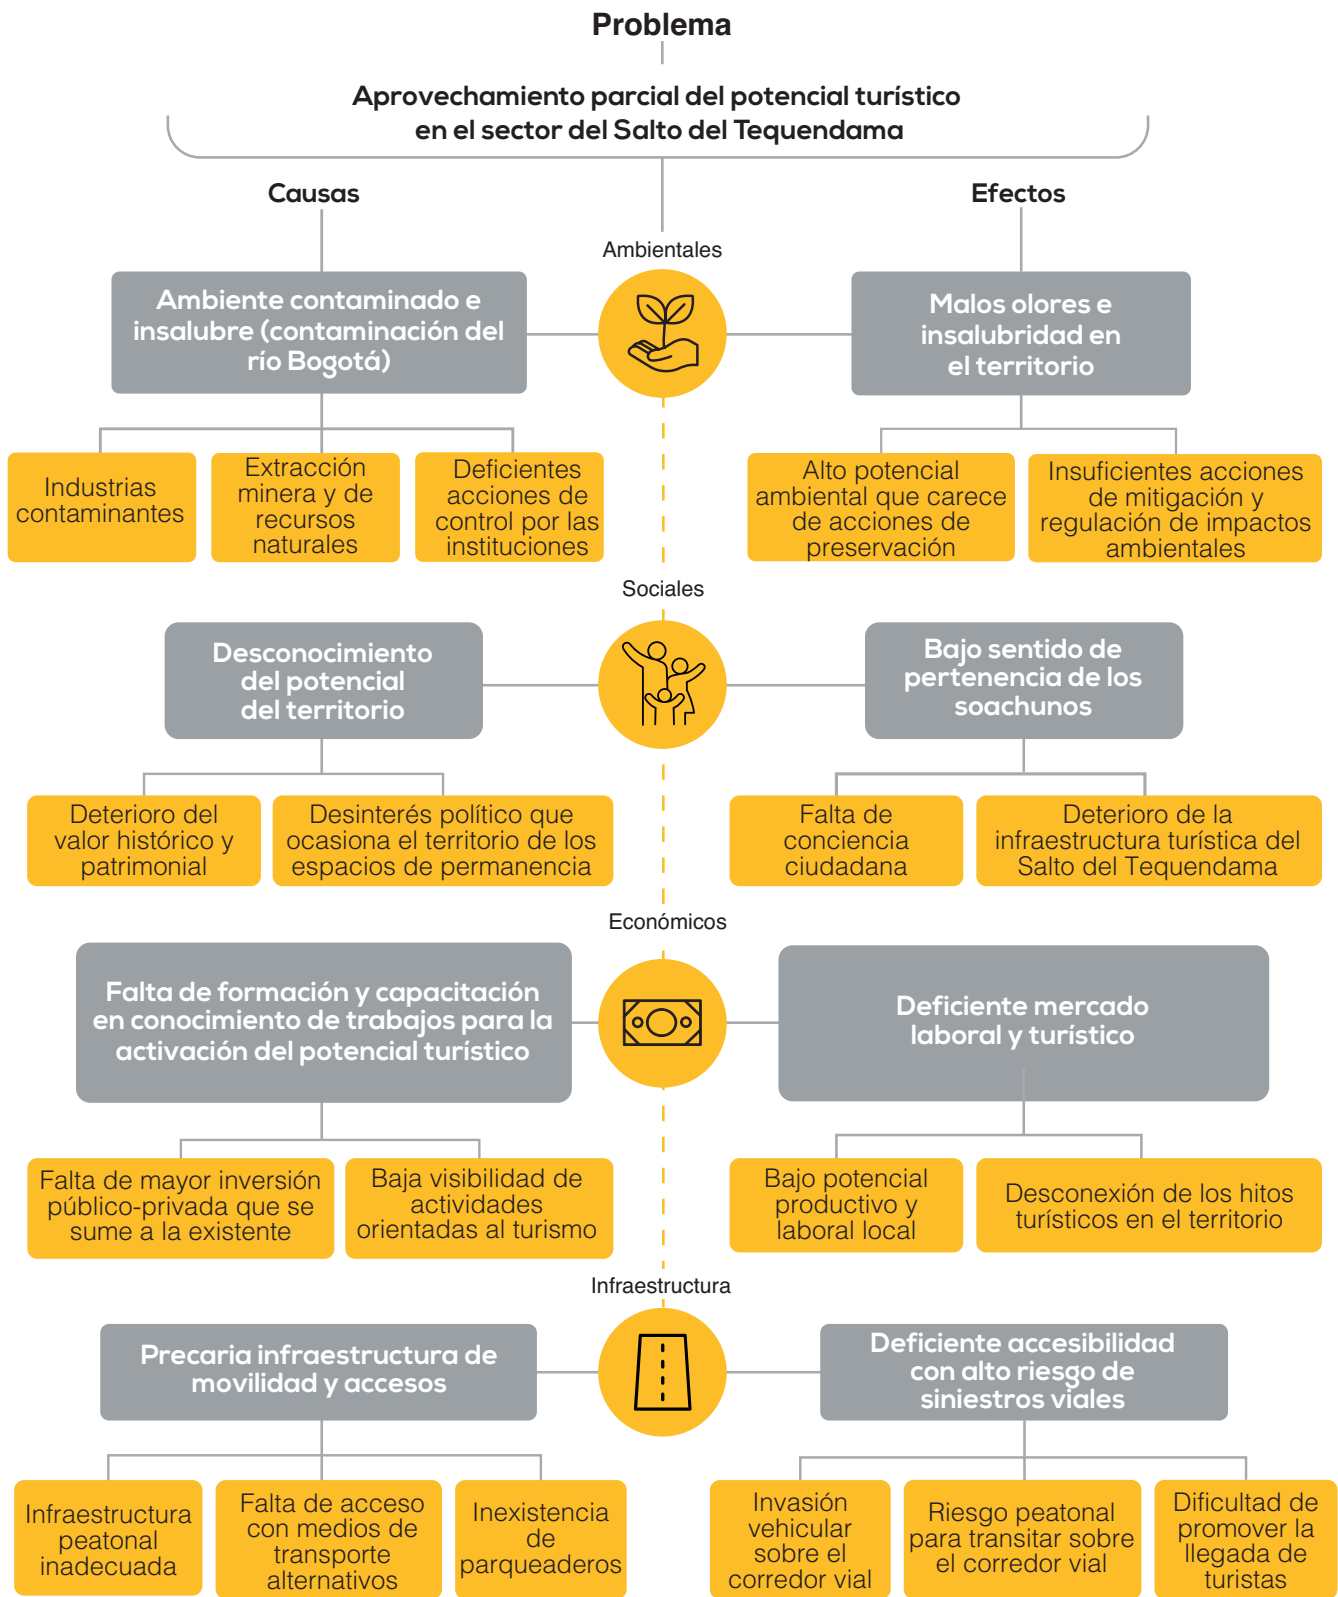 Problema
Aprovechamiento parcial del potencial turístico
en el sector del Salto del Tequendama
Causas
Efectos
Ambientales
Ambiente contaminado e
insalubre (contaminación del
río Bogotá)
Malos olores e
insalubridad en
el territorio
Industrias
contaminantes
Extracción
minera y de
recursos
naturales
Deficientes
acciones de
control por las
instituciones
Alto potencial
ambiental que carece
de acciones de
preservación
Insuficientes acciones
de mitigación y
regulación de impactos
ambientales
Sociales
Desconocimiento
del potencial
del territorio
Bajo sentido de
pertenencia de los
soachunos
Deterioro del
valor histórico y
patrimonial
Desinterés político que
ocasiona el territorio de los
espacios de permanencia
Falta de
conciencia
ciudadana
Deterioro de la
infraestructura turística del
Salto del Tequendama
Económicos
Falta de formación y capacitación
en conocimiento de trabajos para la
activación del potencial turístico
Deficiente mercado
laboral y turístico
Falta de mayor inversión
público-privada que se
sume a la existente
Baja visibilidad de
actividades
orientadas al turismo
Bajo potencial
productivo y
laboral local
Desconexión de los hitos
turísticos en el territorio
Infraestructura
Precaria infraestructura de
movilidad y accesos
Deficiente accesibilidad
con alto riesgo de
siniestros viales
Infraestructura
peatonal
inadecuada
Falta de acceso
con medios de
transporte
alternativos
Inexistencia
de
parqueaderos
Invasión
vehicular
sobre el
corredor vial
Riesgo peatonal
para transitar sobre
el corredor vial
Dificultad de
promover la
llegada de
turistas